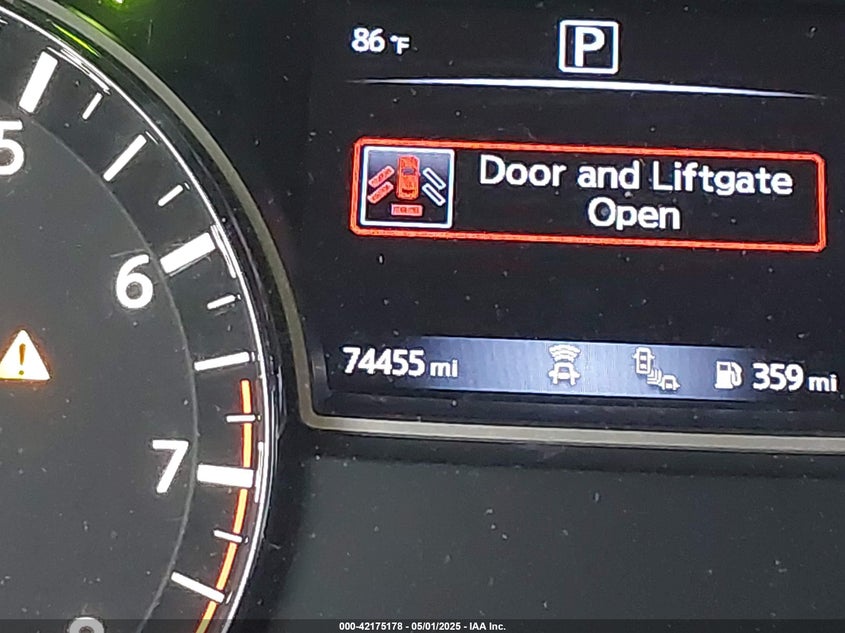 86 °F
P
Door and Liftgate
Open
74455 mi
359 mi
5
6
7
8
000-42175178 - 05/01/2025 - IAA Inc.